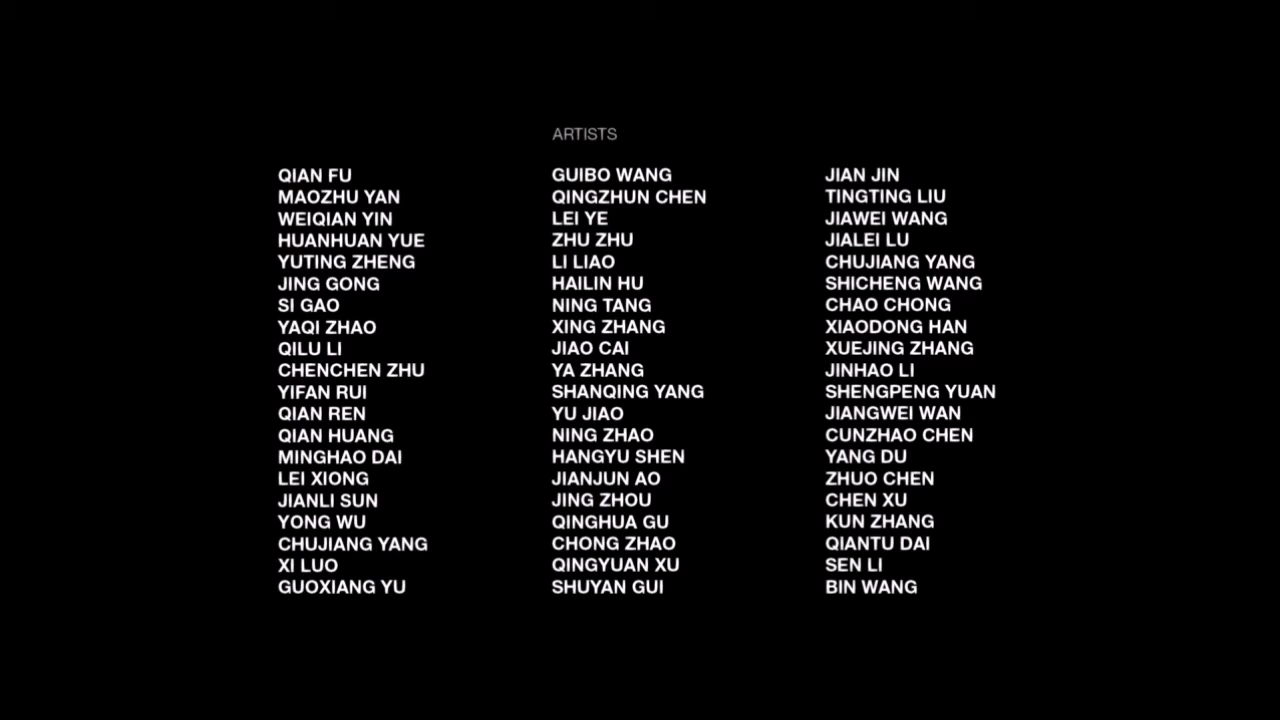 ARTISTS
QIAN FU
MAOZHU YAN
WEIQIAN YIN
HUANHUAN YUE
YUTING ZHENG
JING GONG
SI GAO
YAQI ZHAO
QILU LI
CHENCHEN ZHU
YIFAN RUI
QIAN REN
QIAN HUANG
MINGHAO DAI
LEI XIONG
JIANLI SUN
YONG WU
CHUJIANG YANG
XI LUO
GUOXIANG YU
GUIBO WANG
QINGZHUN CHEN
LEI YE
ZHU ZHU
LI LIAO
HAILIN HU
NING TANG
XING ZHANG
JIAO CAI
YA ZHANG
SHANQING YANG
YU JIAO
NING ZHAO
HANGYU SHEN
JIANJUN AO
JING ZHOU
QINGHUA GU
CHONG ZHAO
QINGYUAN XU
SHUYAN GUI
JIAN JIN
TINGTING LIU
JIAWEI WANG
JIALEI LU
CHUJIANG YANG
SHICHENG WANG
CHAO CHONG
XIAODONG HAN
XUEJING ZHANG
JINHAO LI
SHENGPENG YUAN
JIANGWEI WAN
CUNZHAO CHEN
YANG DU
ZHUO CHEN
CHEN XU
KUN ZHANG
QIANTU DAI
SEN LI
BIN WANG